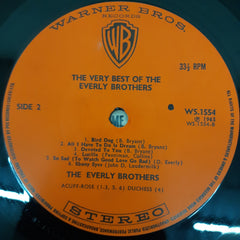 WARNER BROS.
RECORDS
WB
THE VERY BEST OF THE
EVERLY BROTHERS
33⅓ RPM
SIDE 2
WS.1554
℗ 1965
WS.1554-B
1. Bird Dog (B. Bryant)
2. All I Have To Do Is Dream (B. Bryant)
3. Devoted To You (B. Bryant)
4. Lucille (Penniman, Collins)
5. So Sad (To Watch Good Love Go Bad) (D. Everly)
6. Ebony Eyes (John D. Loudermilk)
THE EVERLY BROTHERS
ACUFF-ROSE (1-3, 5, 6) DUCHESS (4)
STEREO